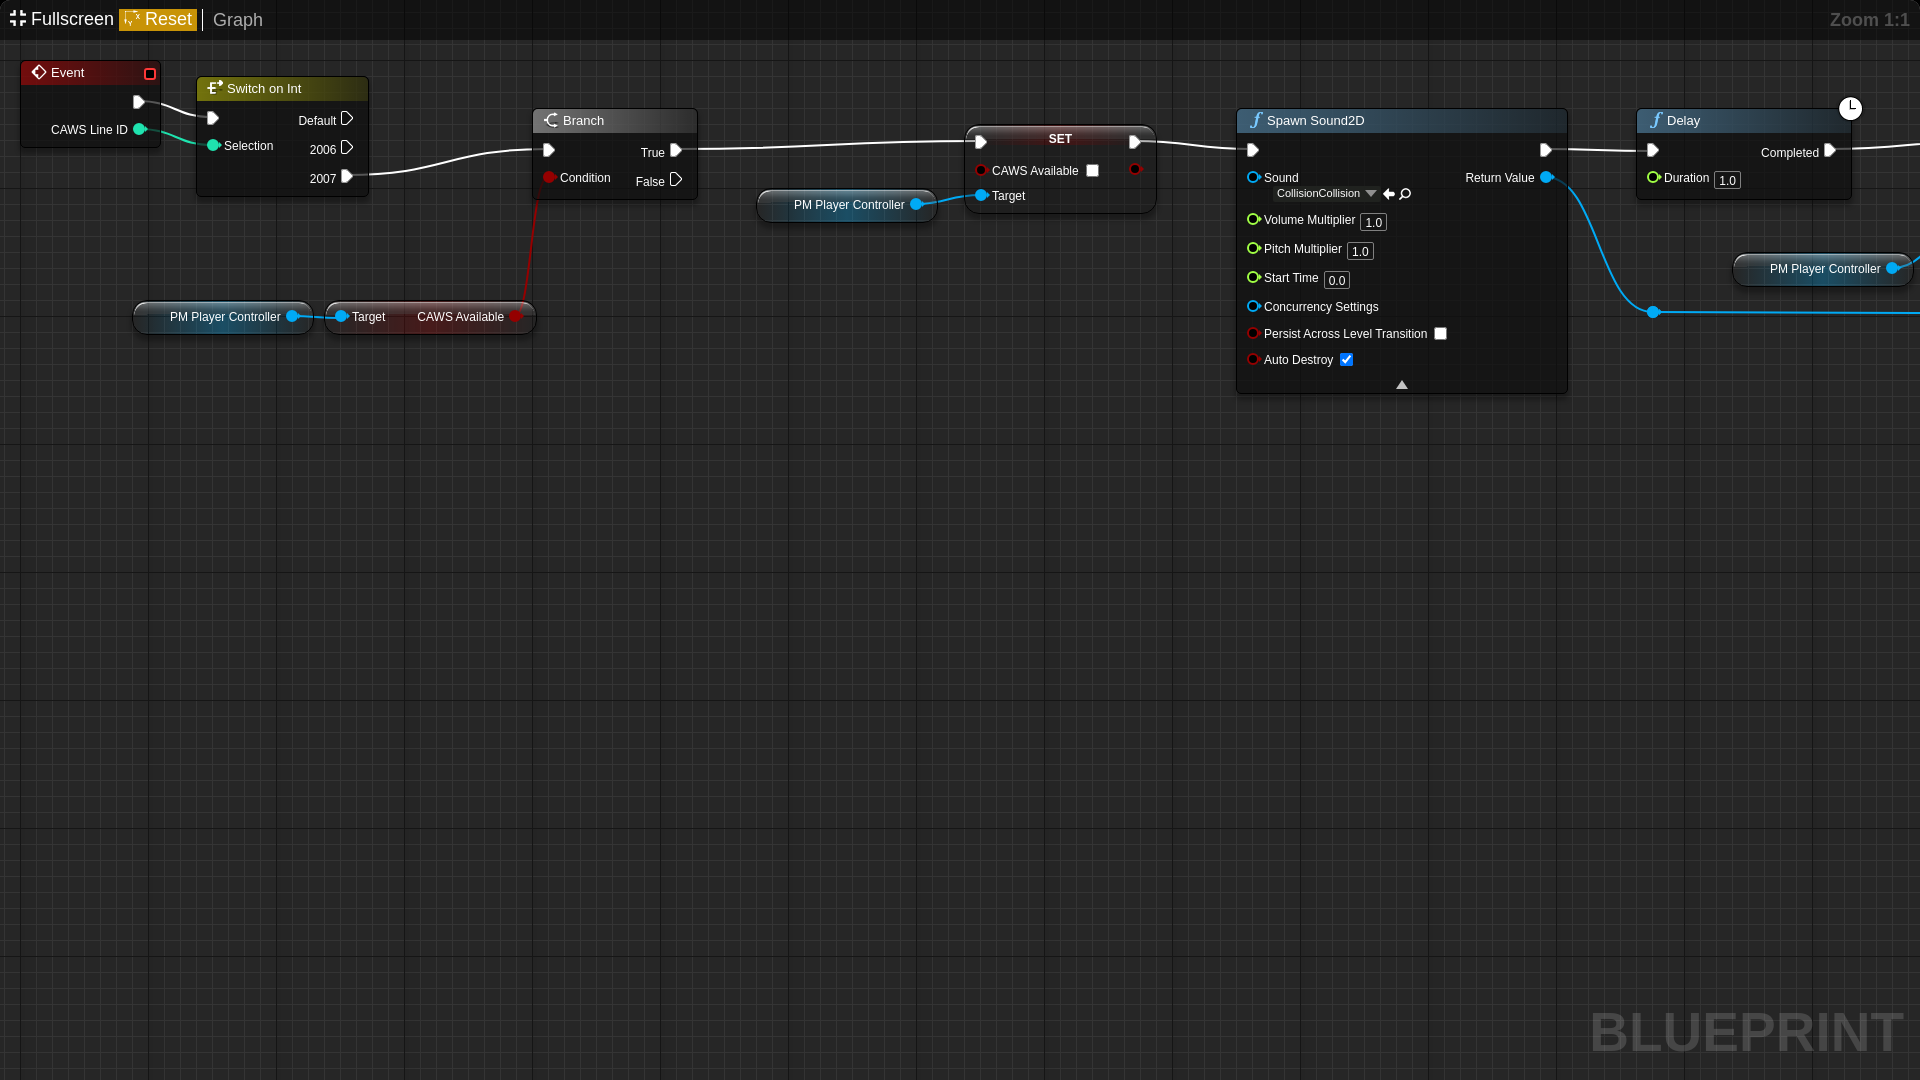 Fullscreen Reset Graph Zoom 1:1
Event
CAWS Line ID
Switch on Int
Default
Selection
2006
2007
Branch
True
Condition
False
SET
CAWS Available
Target
PM Player Controller
PM Player Controller
Target CAWS Available
Spawn Sound2D
Sound Return Value
CollisionCollision
Volume Multiplier 1.0
Pitch Multiplier 1.0
Start Time 0.0
Concurrency Settings
Persist Across Level Transition
Auto Destroy
Delay
Completed
Duration 1.0
PM Player Controller
BLUEPRINT